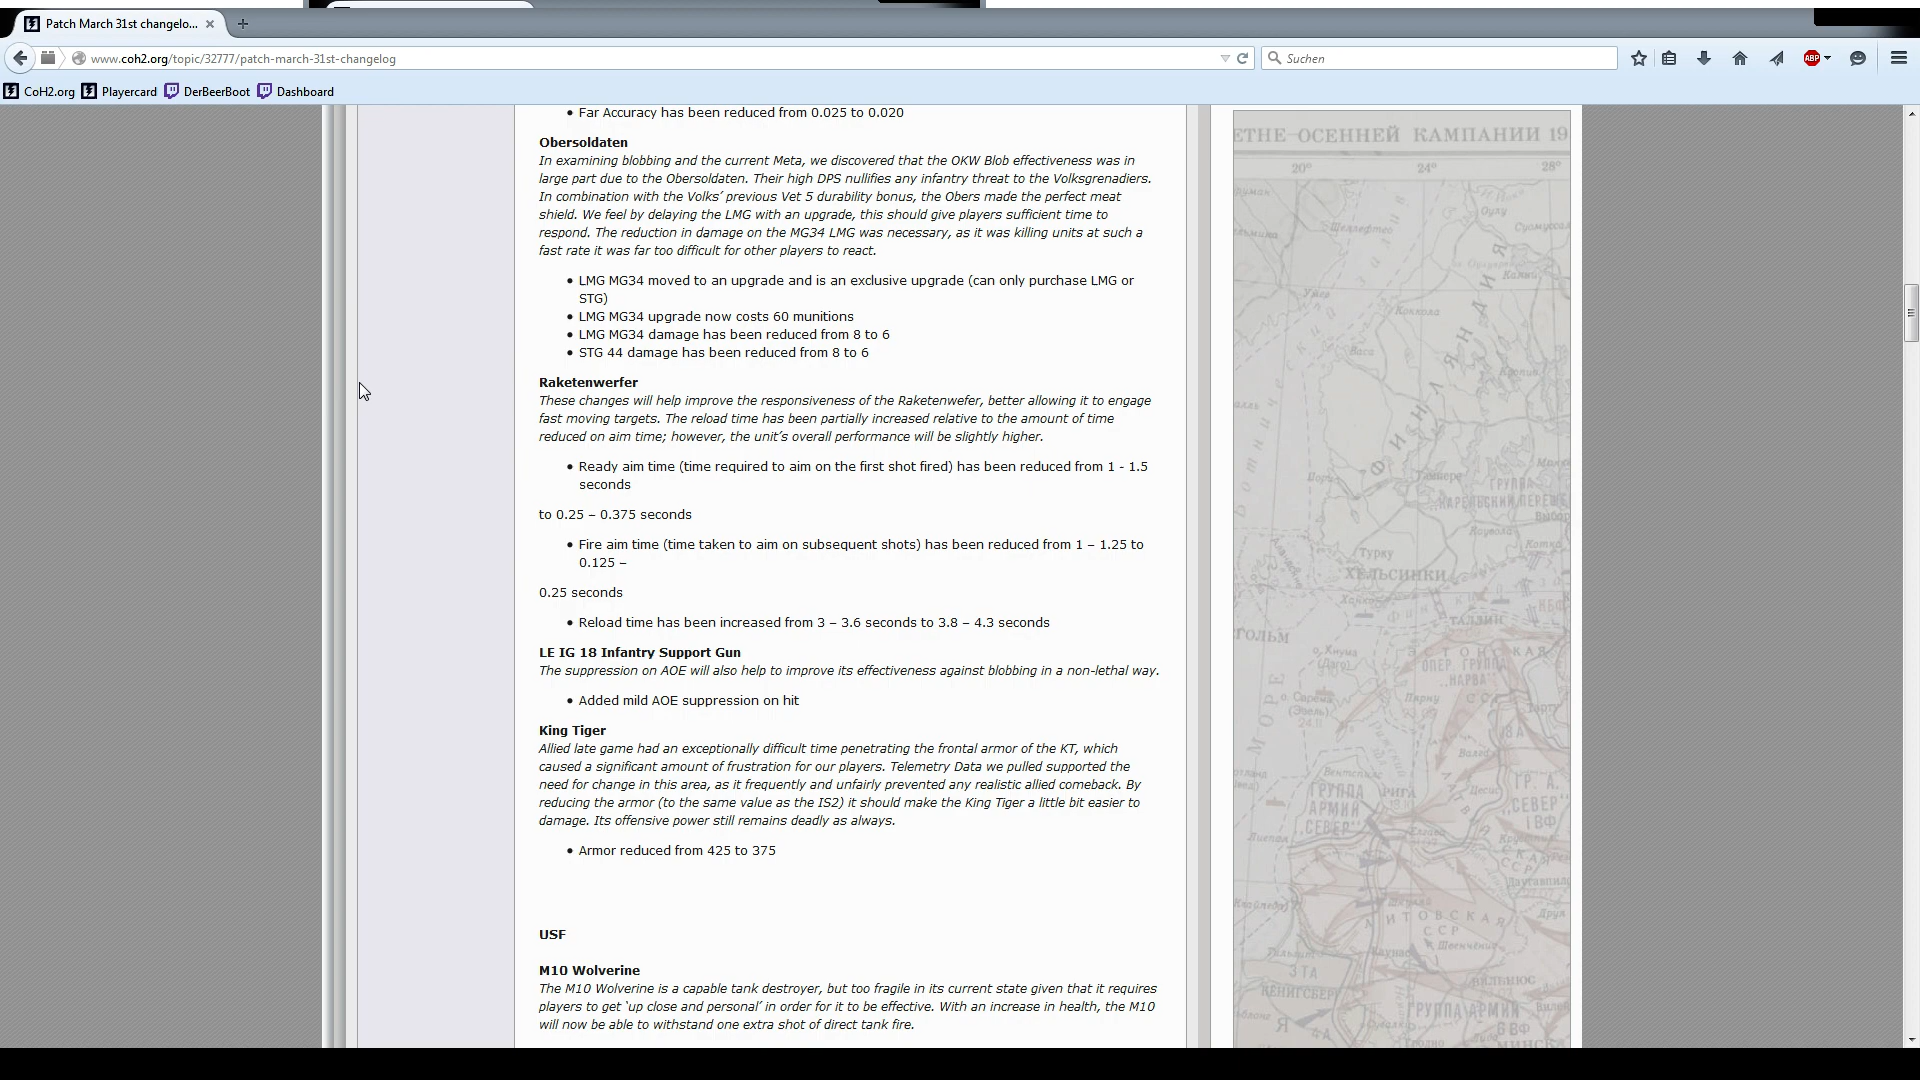 Patch March 31st changelo...
www.coh2.org/topic/32777/patch-march-31st-changelog
Suchen
ABP
CoH2.org
Playercard
DerBeerBoot
Dashboard
• Far Accuracy has been reduced from 0.025 to 0.020
Obersoldaten
In examining blobbing and the current Meta, we discovered that the OKW Blob effectiveness was in
large part due to the Obersoldaten. Their high DPS nullifies any infantry threat to the Volksgrenadiers.
In combination with the Volks’ previous Vet 5 durability bonus, the Obers made the perfect meat
shield. We feel by delaying the LMG with an upgrade, this should give players sufficient time to
respond. The reduction in damage on the MG34 LMG was necessary, as it was killing units at such a
fast rate it was far too difficult for other players to react.
• LMG MG34 moved to an upgrade and is an exclusive upgrade (can only purchase LMG or
STG)
• LMG MG34 upgrade now costs 60 munitions
• LMG MG34 damage has been reduced from 8 to 6
• STG 44 damage has been reduced from 8 to 6
Raketenwerfer
These changes will help improve the responsiveness of the Raketenwefer, better allowing it to engage
fast moving targets. The reload time has been partially increased relative to the amount of time
reduced on aim time; however, the unit’s overall performance will be slightly higher.
• Ready aim time (time required to aim on the first shot fired) has been reduced from 1 - 1.5
seconds
to 0.25 – 0.375 seconds
• Fire aim time (time taken to aim on subsequent shots) has been reduced from 1 – 1.25 to
0.125 –
0.25 seconds
• Reload time has been increased from 3 – 3.6 seconds to 3.8 – 4.3 seconds
LE IG 18 Infantry Support Gun
The suppression on AOE will also help to improve its effectiveness against blobbing in a non-lethal way.
• Added mild AOE suppression on hit
King Tiger
Allied late game had an exceptionally difficult time penetrating the frontal armor of the KT, which
caused a significant amount of frustration for our players. Telemetry Data we pulled supported the
need for change in this area, as it frequently and unfairly prevented any realistic allied comeback. By
reducing the armor (to the same value as the IS2) it should make the King Tiger a little bit easier to
damage. Its offensive power still remains deadly as always.
• Armor reduced from 425 to 375
USF
M10 Wolverine
The M10 Wolverine is a capable tank destroyer, but too fragile in its current state given that it requires
players to get ‘up close and personal’ in order for it to be effective. With an increase in health, the M10
will now be able to withstand one extra shot of direct tank fire.
ЕТНЕ-ОСЕННЕЙ КАМПАНИИ 19
20° 24° 28°
ФИНЛЯНДИЯ
Турку
ХЕЛЬСИНКИ
ТАЛЛИН
МОРЕ
ГРУППА
АРМИЙ
„СЕВЕР"
РИГА
ЛИТОВСКАЯ
ССР
Каунас
КЕНИГСБЕРГ